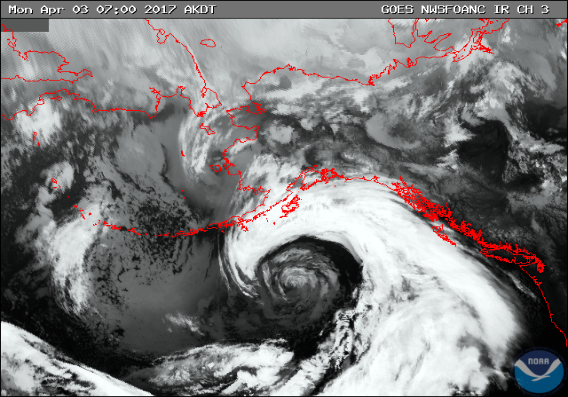 Mon Apr 03 07:00 2017 AKDT
GOES NWSFOANC IR CH 3
NOAA